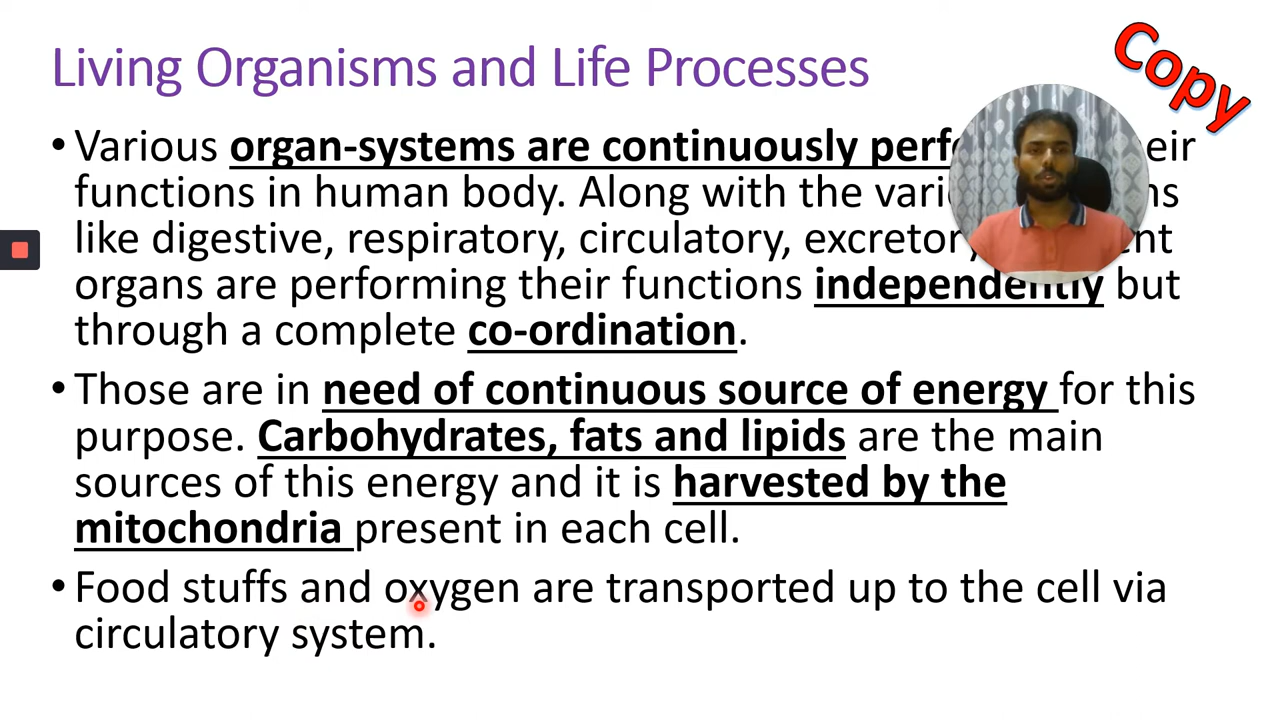 Living Organisms and Life Processes
Copy
• Various organ-systems are continuously perf eir
functions in human body. Along with the vari ns
like digestive, respiratory, circulatory, excretory nt
organs are performing their functions independently but
through a complete co-ordination.
• Those are in need of continuous source of energy for this
purpose. Carbohydrates, fats and lipids are the main
sources of this energy and it is harvested by the
mitochondria present in each cell.
• Food stuffs and oxygen are transported up to the cell via
circulatory system.